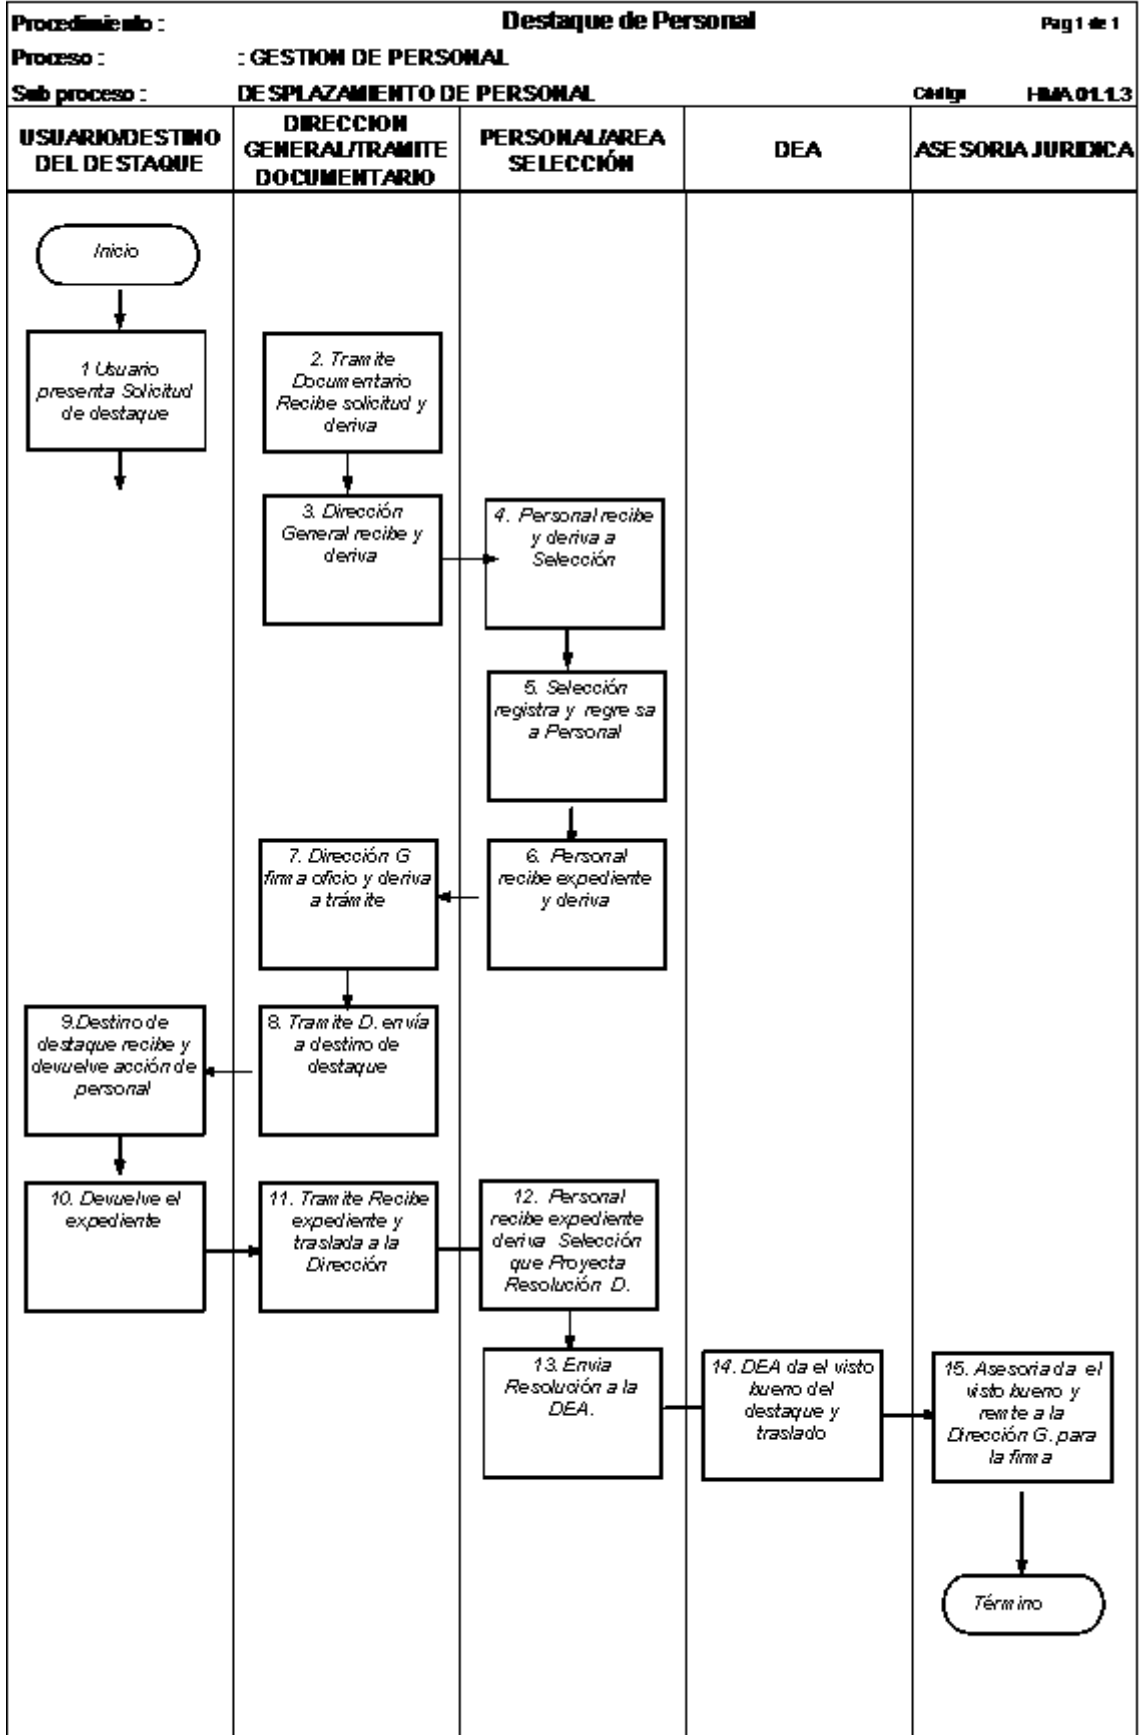 Procedimiento : Destaque de Personal Pag 1 de 1
Proceso : : GESTION DE PERSONAL
Sub proceso : DESPLAZAMIENTO DE PERSONAL Código HMA 01.1.3
USUARIO/DESTINO
DEL DESTAQUE
DIRECCION
GENERAL/TRAMITE
DOCUMENTARIO
PERSONAL/AREA
SELECCIÓN
DEA
ASESORIA JURIDICA
Inicio
1 Usuario
presenta Solicitud
de destaque
2. Tramite
Documentario
Recibe solicitud y
deriva
3. Dirección
General recibe y
deriva
4. Personal recibe
y deriva a
Selección
5. Selección
registra y regresa
a Personal
6. Personal
recibe expediente
y deriva
7. Dirección G
firma oficio y deriva
a trámite
8. Tramite D. envía
a destino de
destaque
9.Destino de
destaque recibe y
devuelve acción de
personal
10. Devuelve el
expediente
11. Tramite Recibe
expediente y
traslada a la
Dirección
12. Personal
recibe expediente
deriva Selección
que Proyecta
Resolución D.
13. Envia
Resolución a la
DEA.
14. DEA da el visto
bueno del
destaque y
traslado
15. Asesoria da el
visto bueno y
remte a la
Dirección G. para
la firma
Término